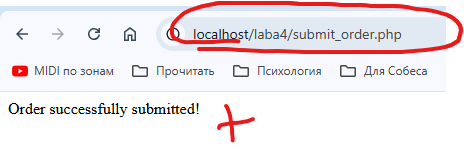 localhost/laba4/submit_order.php
MIDI по зонам Прочитать Психология Для Собеса
Order successfully submitted!